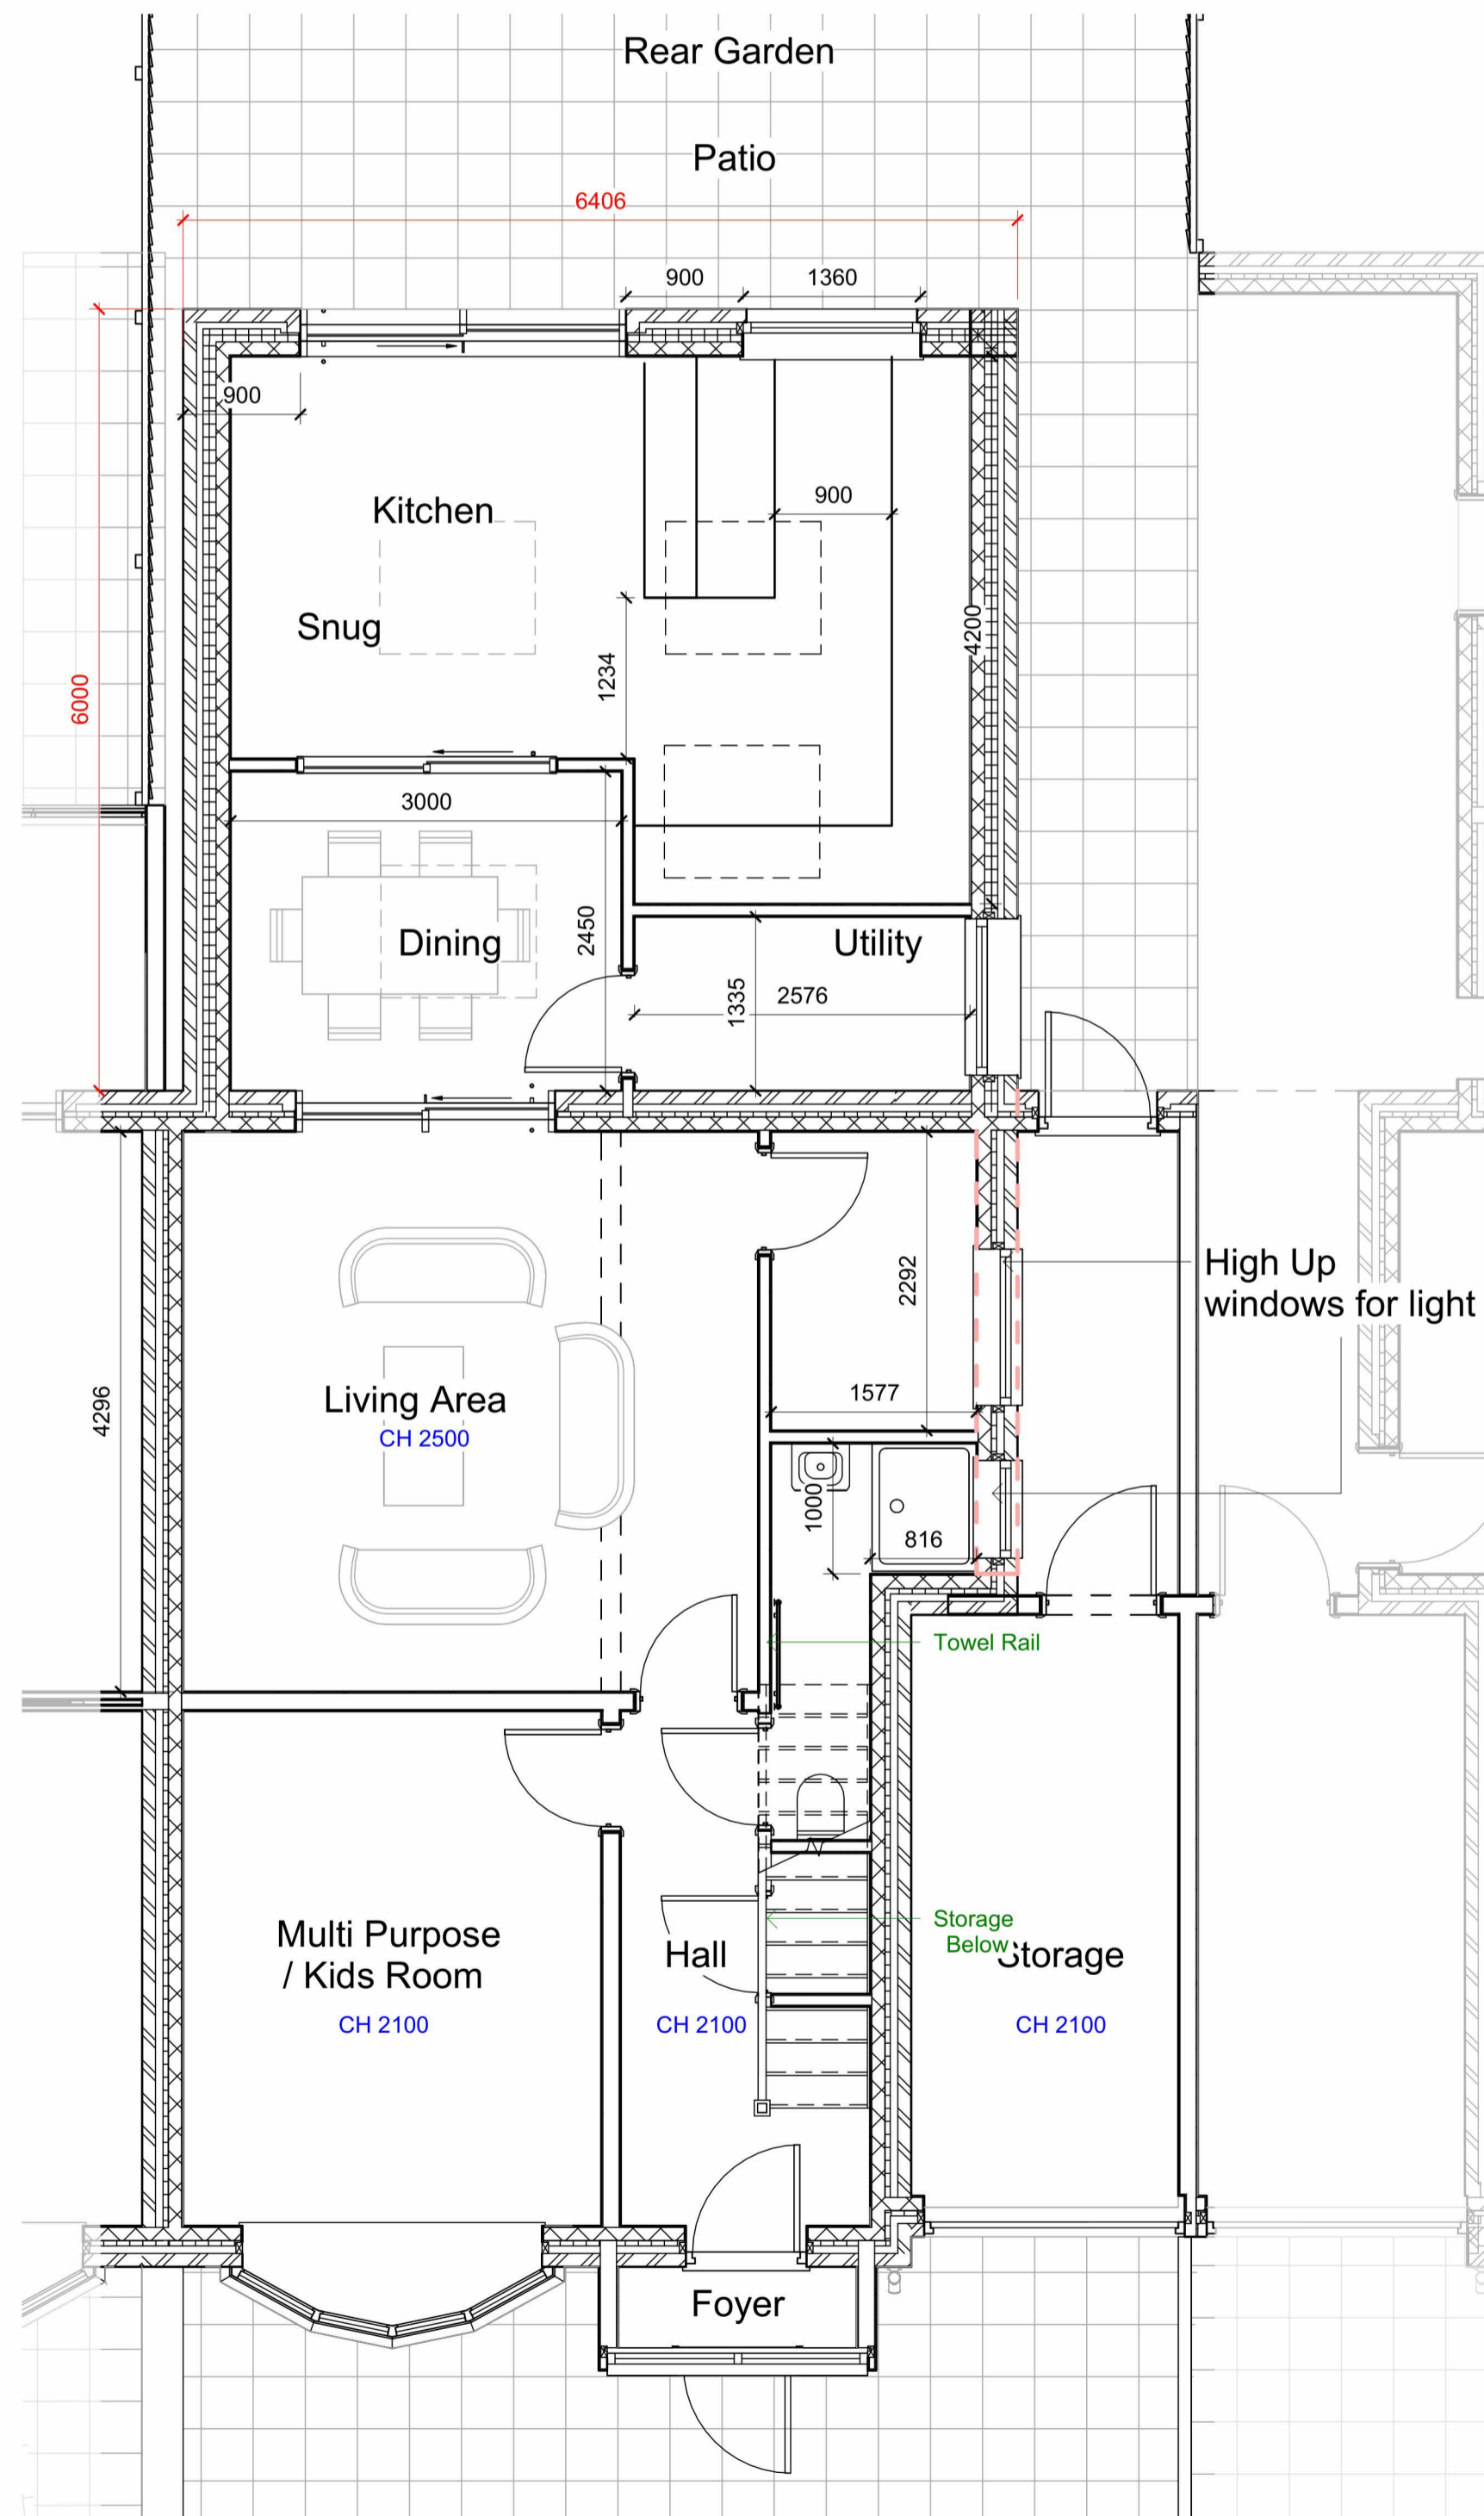 Rear Garden
Patio
6406
900
1360
900
Kitchen
900
Snug
4200
1234
6000
3000
Dining
2450
Utility
1335
2576
High Up
windows for light
2292
1577
Living Area
CH 2500
4296
1000
816
Towel Rail
Multi Purpose
/ Kids Room
CH 2100
Hall
CH 2100
Storage
Below
Storage
CH 2100
Foyer